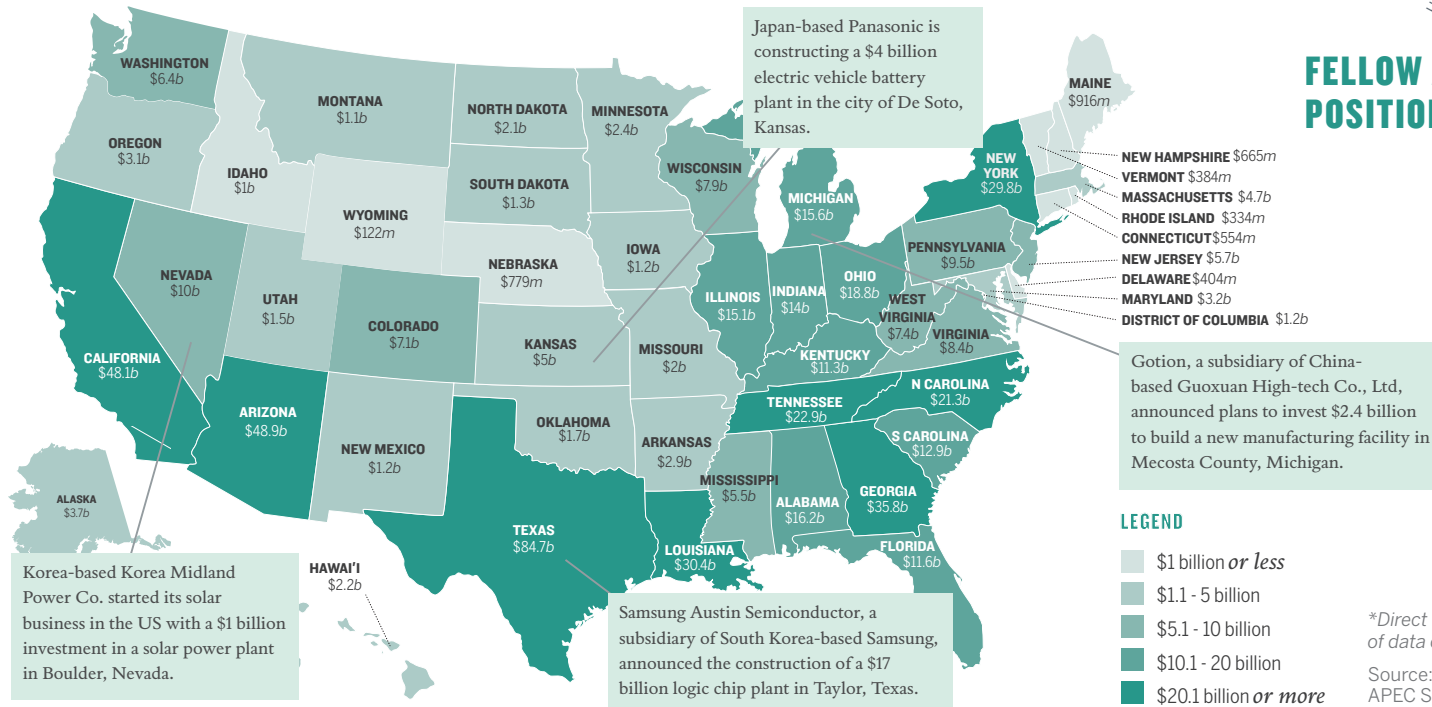 Japan-based Panasonic is
constructing a $4 billion
electric vehicle battery
plant in the city of De Soto,
Kansas.
FELLOW
POSITION
WASHINGTON
$6.4b
OREGON
$3.1b
CALIFORNIA
$48.1b
IDAHO
$1b
NEVADA
$10b
MONTANA
$1.1b
WYOMING
$122m
UTAH
$1.5b
ARIZONA
$48.9b
COLORADO
$7.1b
NEW MEXICO
$1.2b
NORTH DAKOTA
$2.1b
SOUTH DAKOTA
$1.3b
NEBRASKA
$779m
KANSAS
$5b
OKLAHOMA
$1.7b
TEXAS
$84.7b
MINNESOTA
$2.4b
IOWA
$1.2b
MISSOURI
$2b
ARKANSAS
$2.9b
LOUISIANA
$30.4b
WISCONSIN
$7.9b
ILLINOIS
$15.1b
MICHIGAN
$15.6b
INDIANA
$14b
OHIO
$18.8b
KENTUCKY
$11.3b
TENNESSEE
$22.9b
MISSISSIPPI
$5.5b
ALABAMA
$16.2b
GEORGIA
$35.8b
FLORIDA
$11.6b
S CAROLINA
$12.9b
N CAROLINA
$21.3b
VIRGINIA
$8.4b
WEST
VIRGINIA
$7.4b
PENNSYLVANIA
$9.5b
NEW
YORK
$29.8b
MAINE
$916m
NEW HAMPSHIRE $665m
VERMONT $384m
MASSACHUSETTS $4.7b
RHODE ISLAND $334m
CONNECTICUT $554m
NEW JERSEY $5.7b
DELAWARE $404m
MARYLAND $3.2b
DISTRICT OF COLUMBIA $1.2b
ALASKA
$3.7b
HAWAI'I
$2.2b
Korea-based Korea Midland
Power Co. started its solar
business in the US with a $1 billion
investment in a solar power plant
in Boulder, Nevada.
Samsung Austin Semiconductor, a
subsidiary of South Korea-based Samsung,
announced the construction of a $17
billion logic chip plant in Taylor, Texas.
Gotion, a subsidiary of China-
based Guoxuan High-tech Co., Ltd,
announced plans to invest $2.4 billion
to build a new manufacturing facility in
Mecosta County, Michigan.
LEGEND
$1 billion or less
$1.1 - 5 billion
$5.1 - 10 billion
$10.1 - 20 billion
$20.1 billion or more
*Direct
of data
Source:
APEC S